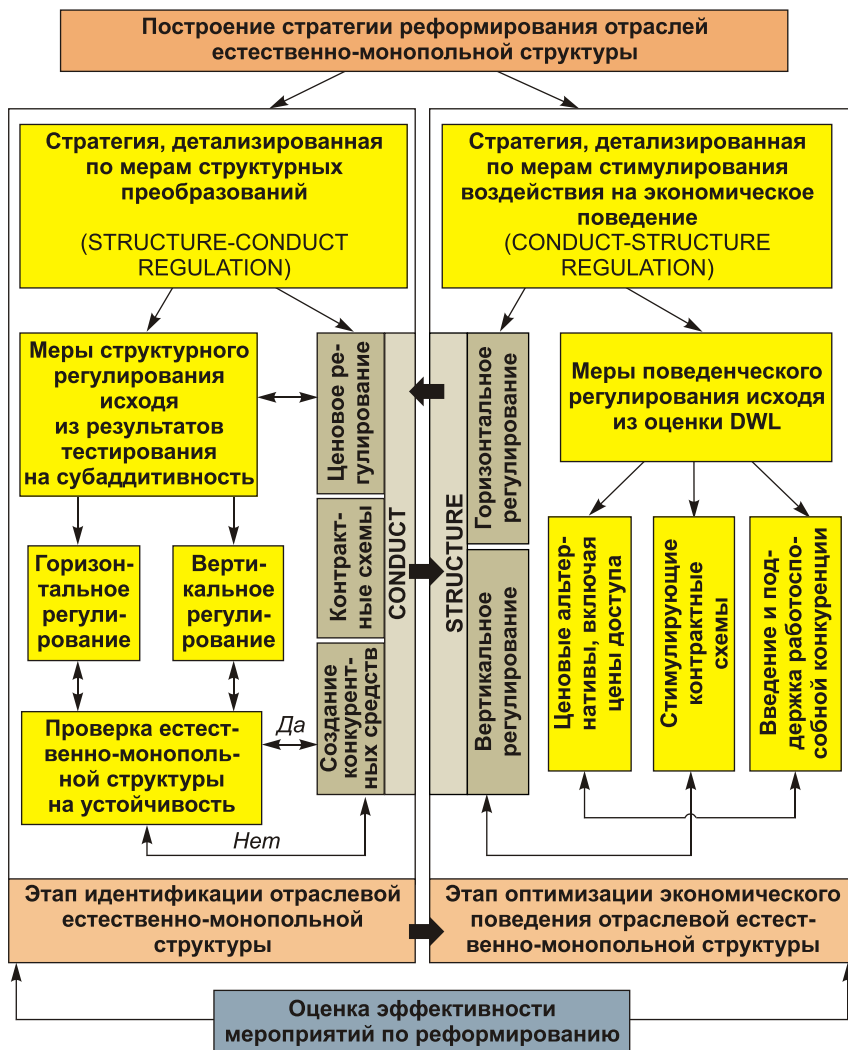 Построение стратегии реформирования отраслей
естественно-монопольной структуры
Стратегия, детализированная
по мерам структурных
преобразований
(STRUCTURE-CONDUCT
REGULATION)
Стратегия, детализированная
по мерам стимулирования
воздействия на экономическое
поведение
(CONDUCT-STRUCTURE
REGULATION)
Меры структурного
регулирования
исходя
из результатов
тестирования
на субаддитивность
Ценовое ре-
гулирование
Контракт-
ные схемы
Создание
конкурент-
ных средств
CONDUCT
STRUCTURE
Горизонтальное
регулирование
Вертикальное
регулирование
Меры поведенческого
регулирования исходя
из оценки DWL
Горизон-
тальное
регули-
рование
Верти-
кальное
регули-
рование
Ценовые альтер-
нативы, включая
цены доступа
Стимулирующие
контрактные
схемы
Введение и под-
держка работоспо-
собной конкуренции
Проверка естест-
венно-монополь-
ной структуры
на устойчивость
Да
Нет
Этап идентификации отраслевой
естественно-монопольной
структуры
Этап оптимизации экономического
поведения отраслевой естест-
венно-монопольной структуры
Оценка эффективности
мероприятий по реформированию